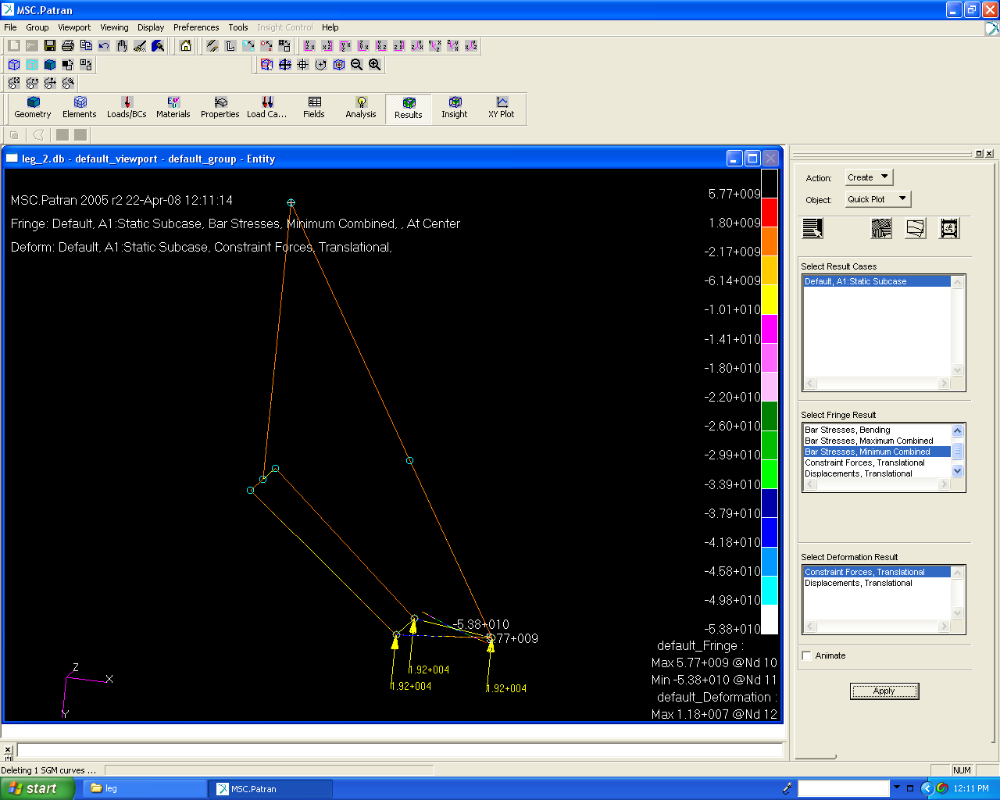 MSC.Patran
File Group Viewport Viewing Display Preferences Tools Insight Control Help
Geometry Elements Loads/BCs Materials Properties Load Ca... Fields Analysis Results Insight XY Plot
leg_2.db - default_viewport - default_group - Entity
MSC.Patran 2005 r2 22-Apr-08 12:11:14
Fringe: Default, A1:Static Subcase, Bar Stresses, Minimum Combined, , At Center
Deform: Default, A1:Static Subcase, Constraint Forces, Translational,
5.77+009
1.80+009
-2.17+009
-6.14+009
-1.01+010
-1.41+010
-1.80+010
-2.20+010
-2.60+010
-2.99+010
-3.39+010
-3.79+010
-4.18+010
-4.58+010
-4.98+010
-5.38+010
-5.38+010
5.77+009
1.92+004
1.92+004
1.92+004
default_Fringe :
Max 5.77+009 @Nd 10
Min -5.38+010 @Nd 11
default_Deformation :
Max 1.18+007 @Nd 12
Z
X
Y
Action: Create
Object: Quick Plot
Select Result Cases
Default, A1:Static Subcase
Select Fringe Result
Bar Stresses, Bending
Bar Stresses, Maximum Combined
Bar Stresses, Minimum Combined
Constraint Forces, Translational
Displacements, Translational
Select Deformation Result
Constraint Forces, Translational
Displacements, Translational
Animate
Apply
Deleting 1 SGM curves ...
NUM
start
leg
MSC.Patran
12:11 PM